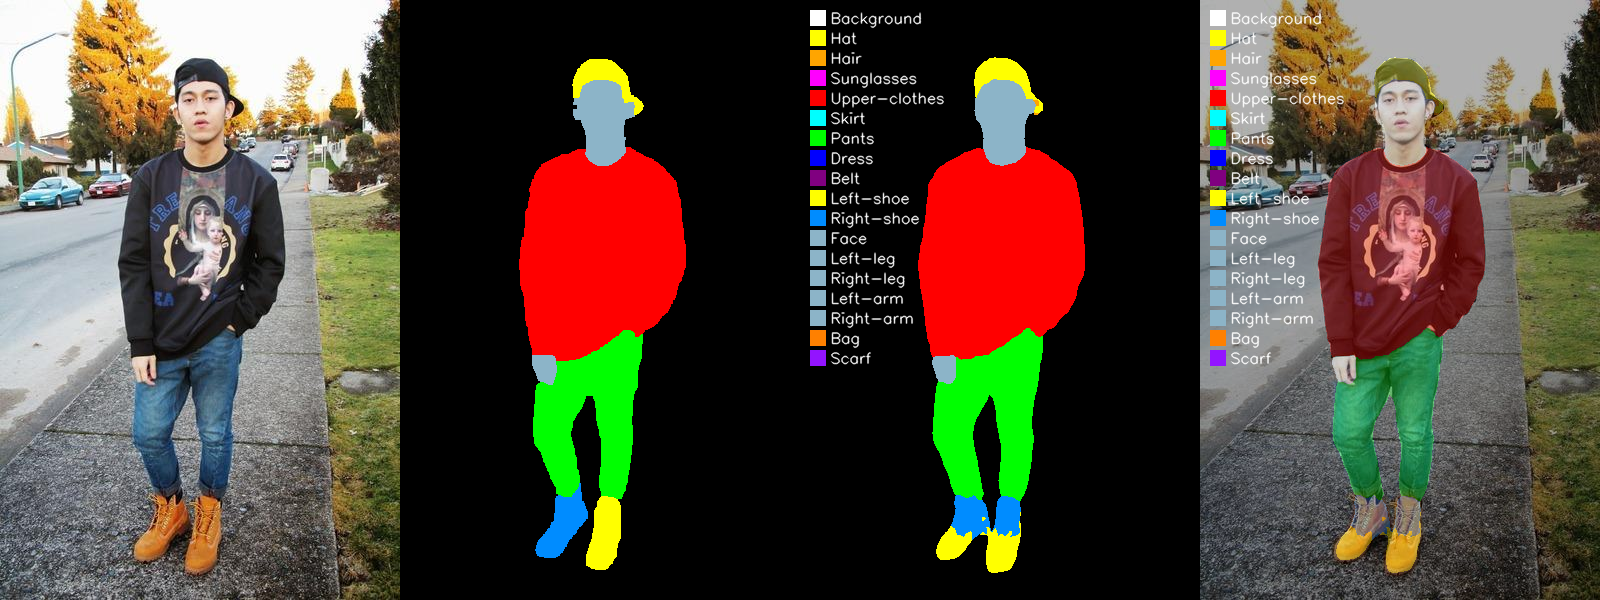 Background
Hat
Hair
Sunglasses
Upper-clothes
Skirt
Pants
Dress
Belt
Left-shoe
Right-shoe
Face
Left-leg
Right-leg
Left-arm
Right-arm
Bag
Scarf
Background
Hat
Hair
Sunglasses
Upper-clothes
Skirt
Pants
Dress
Belt
Left-shoe
Right-shoe
Face
Left-leg
Right-leg
Left-arm
Right-arm
Bag
Scarf